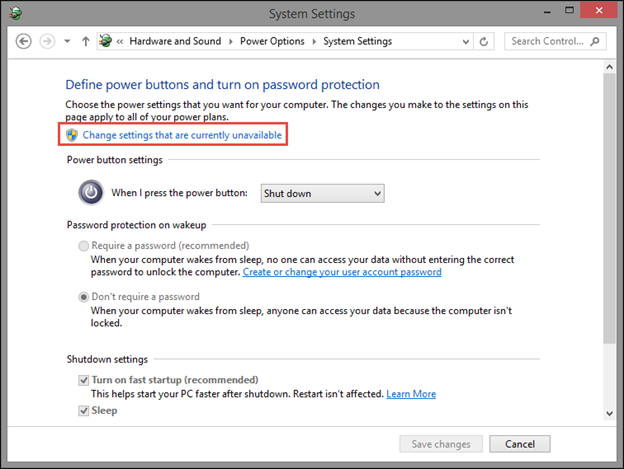 System Settings
« Hardware and Sound Power Options System Settings
Search Control...
Define power buttons and turn on password protection
Choose the power settings that you want for your computer. The changes you make to the settings on this
page apply to all of your power plans.
Change settings that are currently unavailable
Power button settings
When I press the power button: Shut down
Password protection on wakeup
Require a password (recommended)
When your computer wakes from sleep, no one can access your data without entering the correct
password to unlock the computer. Create or change your user account password
Don't require a password
When your computer wakes from sleep, anyone can access your data because the computer isn't
locked.
Shutdown settings
Turn on fast startup (recommended)
This helps start your PC faster after shutdown. Restart isn't affected. Learn More
Sleep
Save changes
Cancel